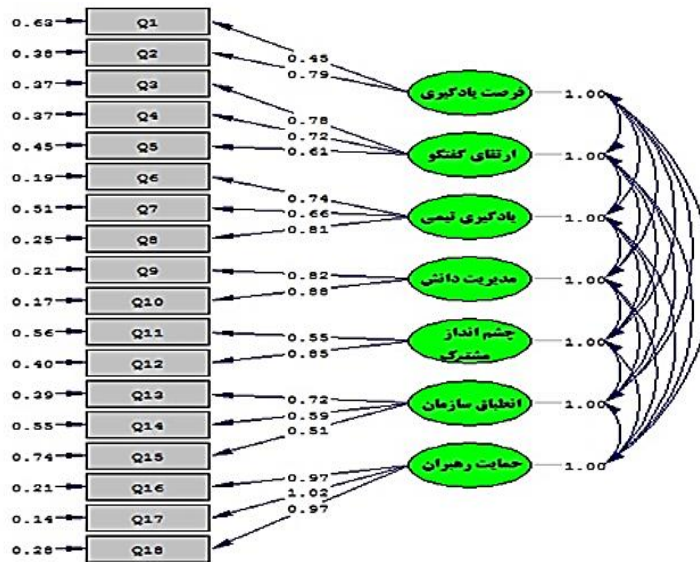 0.63 Q1
0.38 Q2
0.37 Q3
0.37 Q4
0.45 Q5
0.19 Q6
0.51 Q7
0.25 Q8
0.21 Q9
0.17 Q10
0.56 Q11
0.40 Q12
0.39 Q13
0.55 Q14
0.74 Q15
0.21 Q16
0.14 Q17
0.28 Q18
0.45
0.79
0.78
0.72
0.61
0.74
0.66
0.81
0.82
0.88
0.55
0.85
0.72
0.59
0.51
0.97
1.02
0.97
فرصت یادگیری 1.00
ارتقای گفتگو 1.00
یادگیری تیمی 1.00
مدیریت دانش 1.00
چشم انداز
مشترک 1.00
انطباق سازمان 1.00
حمایت رهبران 1.00